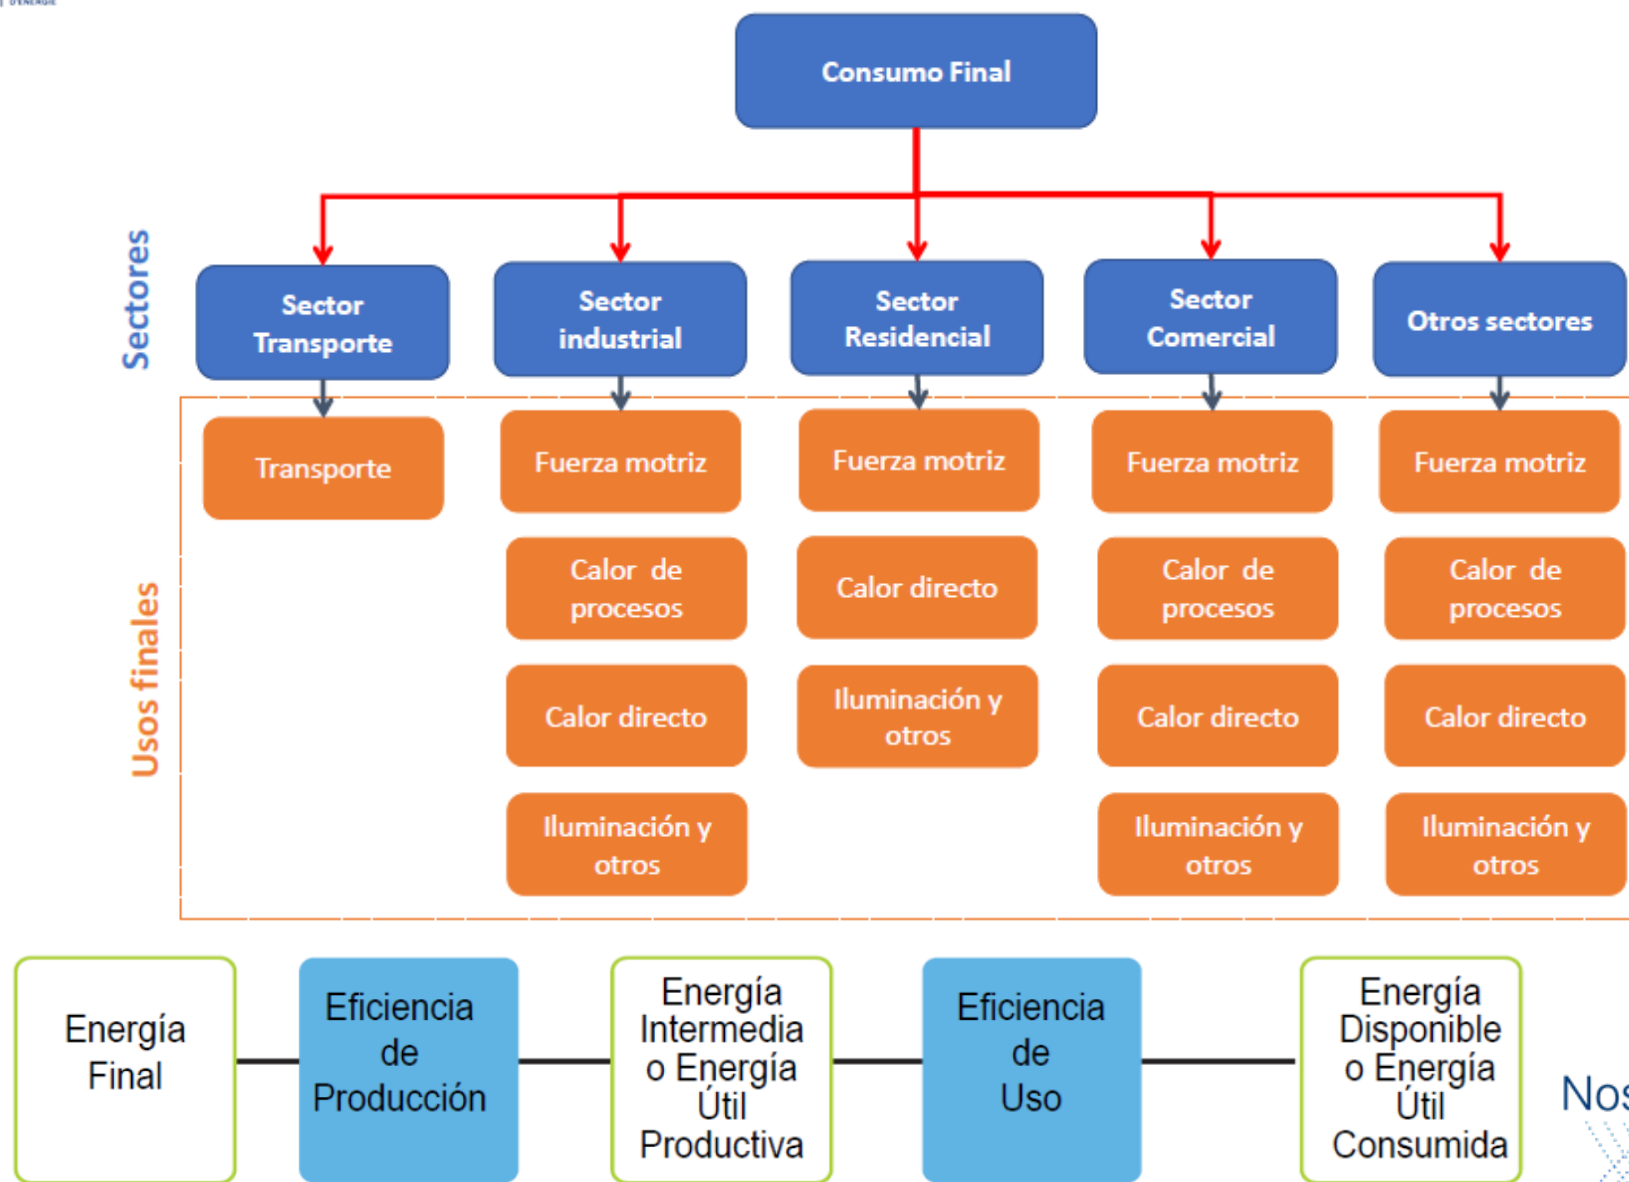 D'ENERGIE
Consumo Final
Sectores
Sector
Transporte
Sector
industrial
Sector
Residencial
Sector
Comercial
Otros sectores
Usos finales
Transporte
Fuerza motriz
Fuerza motriz
Fuerza motriz
Fuerza motriz
Calor de
procesos
Calor directo
Calor de
procesos
Calor de
procesos
Calor directo
Iluminación y
otros
Calor directo
Calor directo
Iluminación y
otros
Iluminación y
otros
Iluminación y
otros
Energía
Final
Eficiencia
de
Producción
Energía
Intermedia
o Energía
Útil
Productiva
Eficiencia
de
Uso
Energía
Disponible
o Energía
Útil
Consumida
Nos